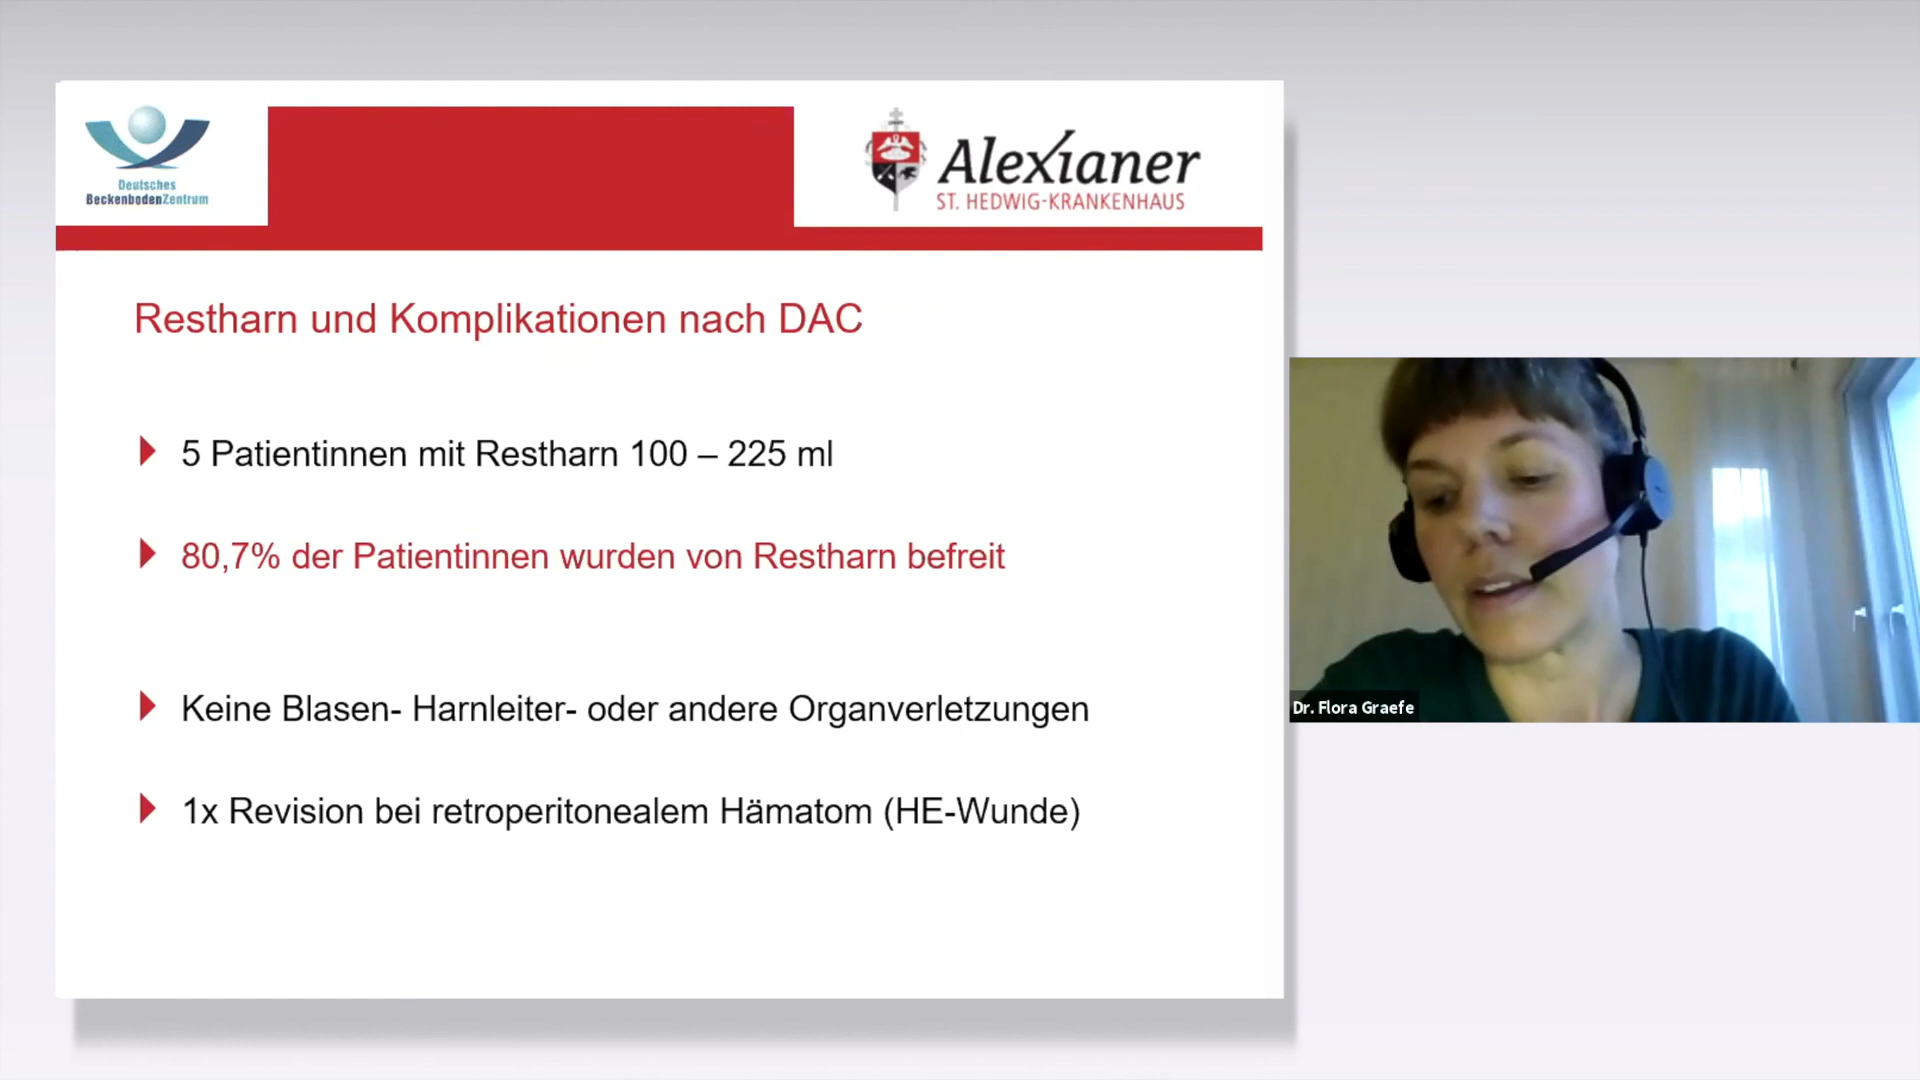 Deutsches
BeckenbodenZentrum
Alexianer
ST. HEDWIG-KRANKENHAUS
Restharn und Komplikationen nach DAC
5 Patientinnen mit Restharn 100 – 225 ml
80,7% der Patientinnen wurden von Restharn befreit
Keine Blasen- Harnleiter- oder andere Organverletzungen
1x Revision bei retroperitonealem Hämatom (HE-Wunde)
Dr. Flora Graefe